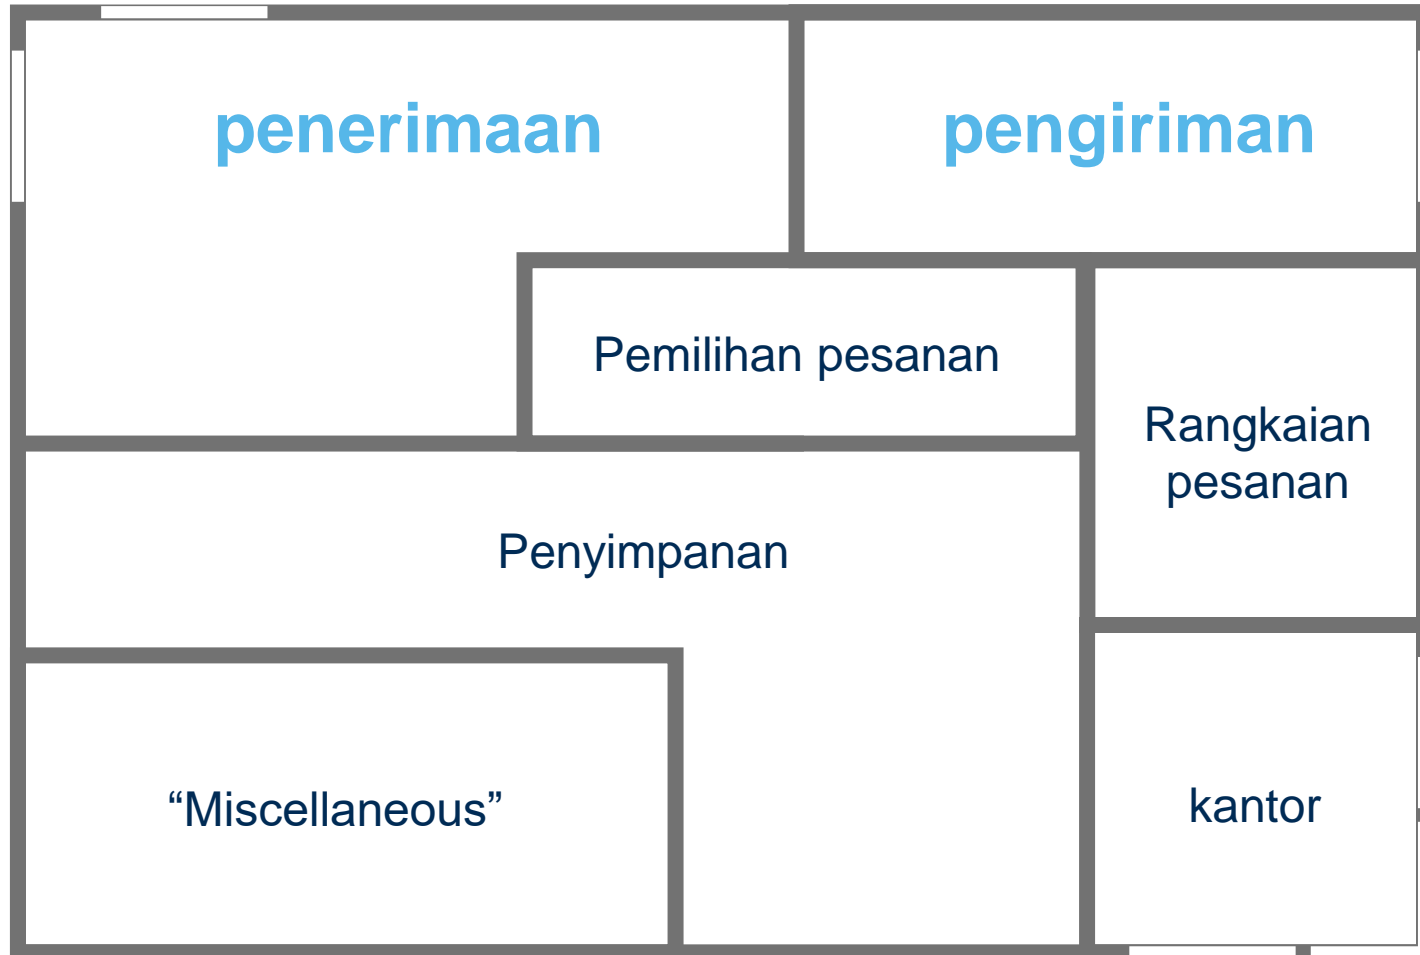 penerimaan
pengiriman
Pemilihan pesanan
Rangkaian
pesanan
Penyimpanan
“Miscellaneous”
kantor